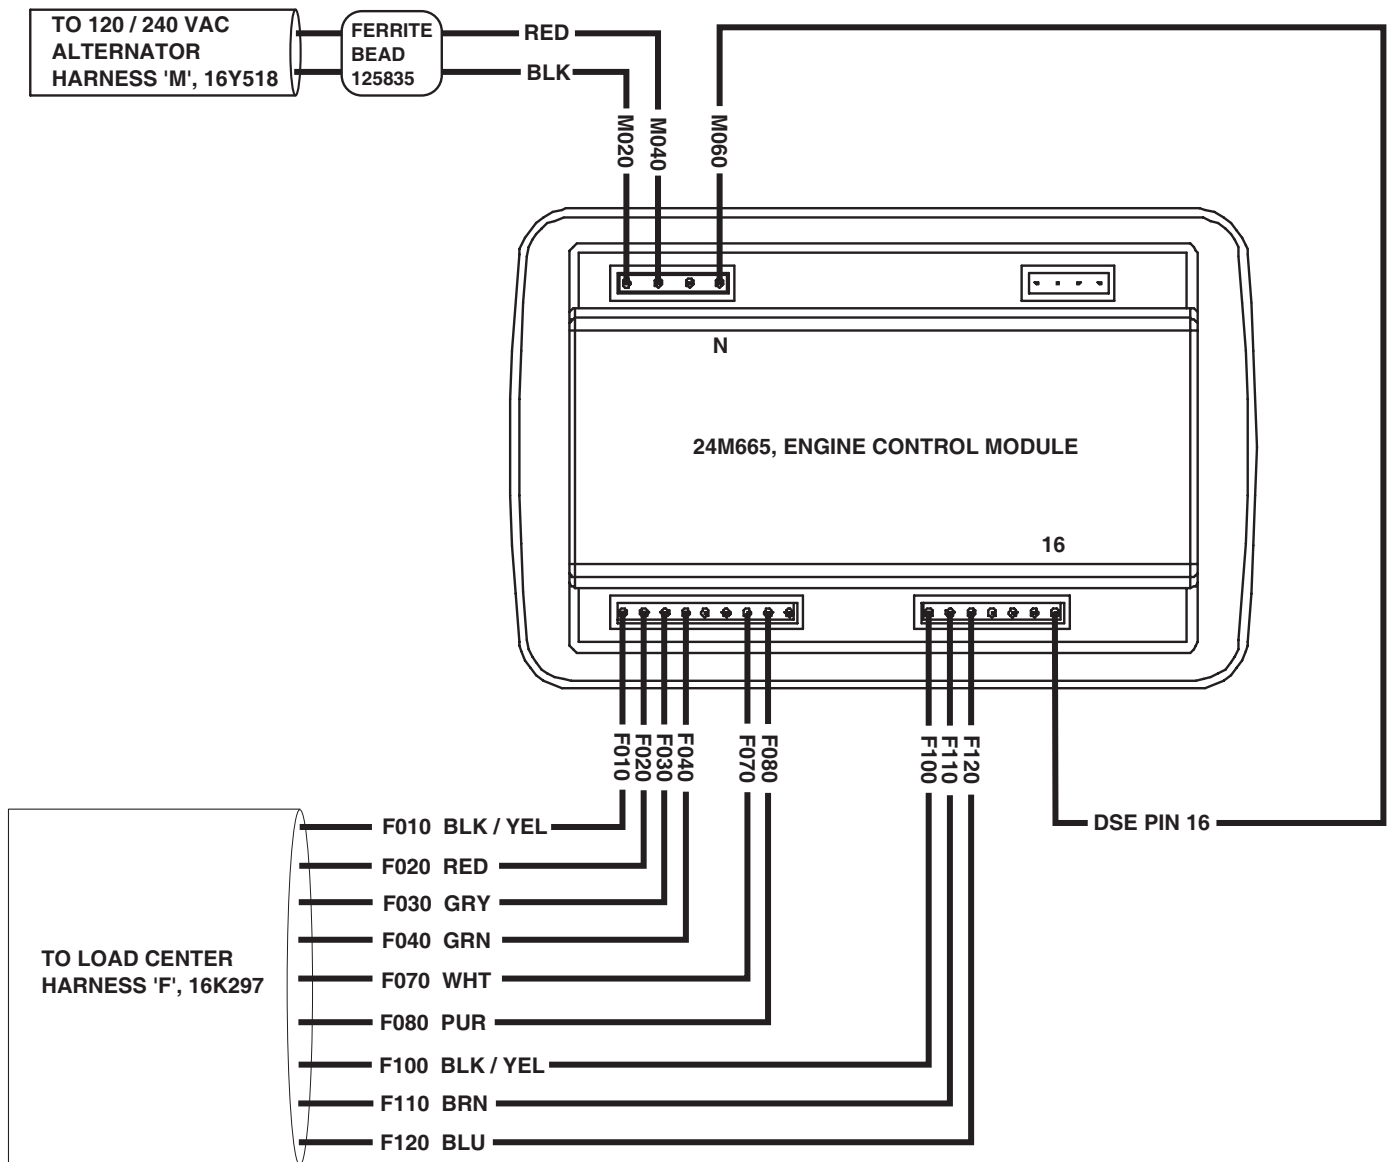 TO 120 / 240 VAC
ALTERNATOR
HARNESS 'M', 16Y518
FERRITE
BEAD
125835
RED
BLK
M020
M040
M060
N
24M665, ENGINE CONTROL MODULE
16
F010
F020
F030
F040
F070
F080
F100
F110
F120
DSE PIN 16
TO LOAD CENTER
HARNESS 'F', 16K297
F010 BLK / YEL
F020 RED
F030 GRY
F040 GRN
F070 WHT
F080 PUR
F100 BLK / YEL
F110 BRN
F120 BLU